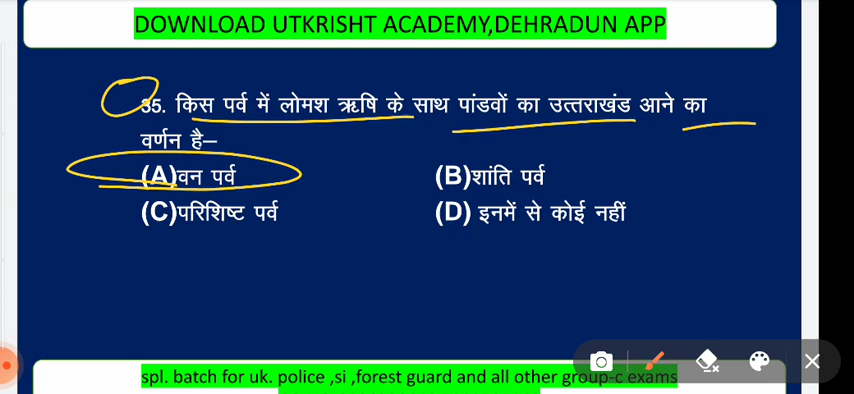 DOWNLOAD UTKRISHT ACADEMY,DEHRADUN APP
35. किस पर्व में लोमश ऋषि के साथ पांडवों का उत्तराखंड आने का
वर्णन है–
(A)वन पर्व (B)शांति पर्व
(C)परिशिष्ट पर्व (D) इनमें से कोई नहीं
spl. batch for uk. police ,si ,forest guard and all other group-c exams